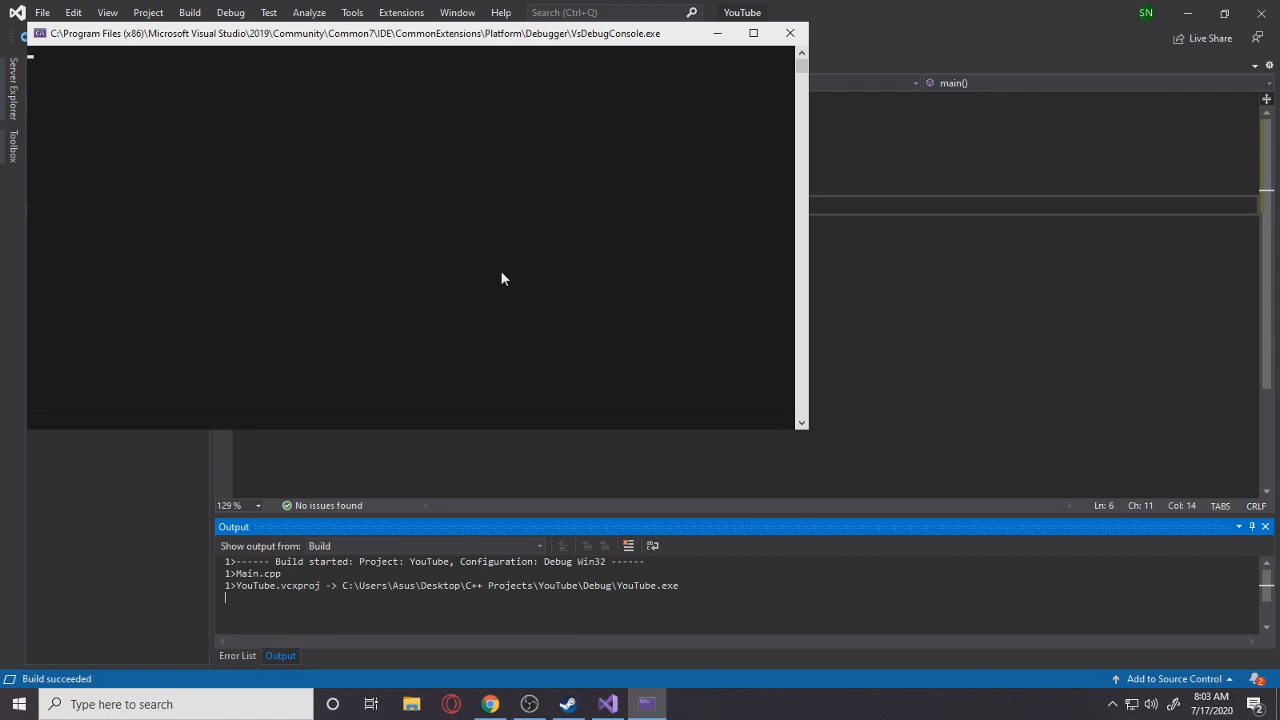 File Edit View Project Build Debug Test Analyze Tools Extensions Window Help Search (Ctrl+Q) YouTube SN
C:\Program Files (x86)\Microsoft Visual Studio\2019\Community\Common7\IDE\CommonExtensions\Platform\Debugger\VsDebugConsole.exe
Live Share
Server Explorer
Toolbox
main()
129 % No issues found Ln: 6 Ch: 11 Col: 14 TABS CRLF
Output
Show output from: Build
1>------ Build started: Project: YouTube, Configuration: Debug Win32 ------
1>Main.cpp
1>YouTube.vcxproj -> C:\Users\Asus\Desktop\C++ Projects\YouTube\Debug\YouTube.exe
Error List Output
Build succeeded Add to Source Control 2
Type here to search
8:03 AM
7/17/2020
2